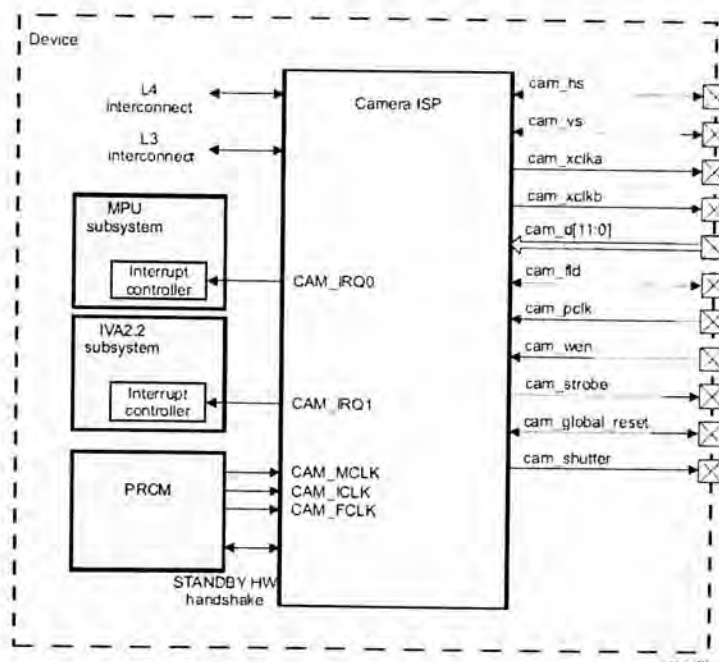 Device
L4
interconnect
Camera ISP
cam_hs
L3
interconnect
cam_vs
cam_xclka
MPU
subsystem
cam_xclkb
cam_d[11:0]
Interrupt
controller
CAM_IRQ0
cam_fld
cam_pclk
IVA2.2
subsystem
cam_wen
Interrupt
controller
CAM_IRQ1
cam_strobe
cam_global_reset
cam_shutter
PRCM
CAM_MCLK
CAM_ICLK
CAM_FCLK
STANDBY HW
handshake